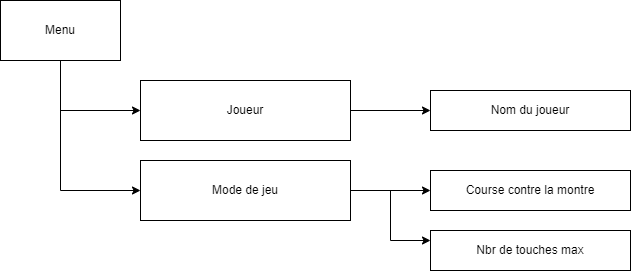 Menu
Joueur
Nom du joueur
Mode de jeu
Course contre la montre
Nbr de touches max